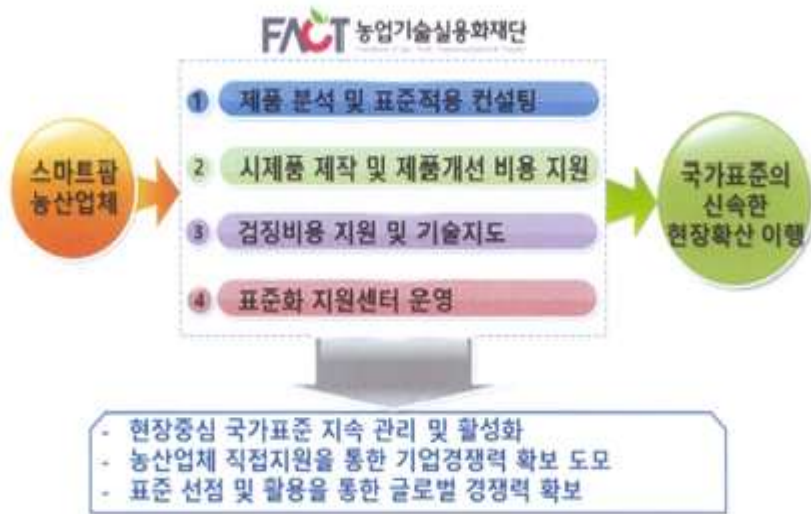 FACT 농업기술실용화재단
1 제품 분석 및 표준적용 컨설팅
스마트팜
농산업체
2 시제품 제작 및 제품개선 비용 지원
국가표준의
신속한
현장확산 이행
3 검정비용 지원 및 기술지도
4 표준화 지원센터 운영
- 현장중심 국가표준 지속 관리 및 활성화
- 농산업체 직접지원을 통한 기업경쟁력 확보 도모
- 표준 선점 및 활용을 통한 글로벌 경쟁력 확보